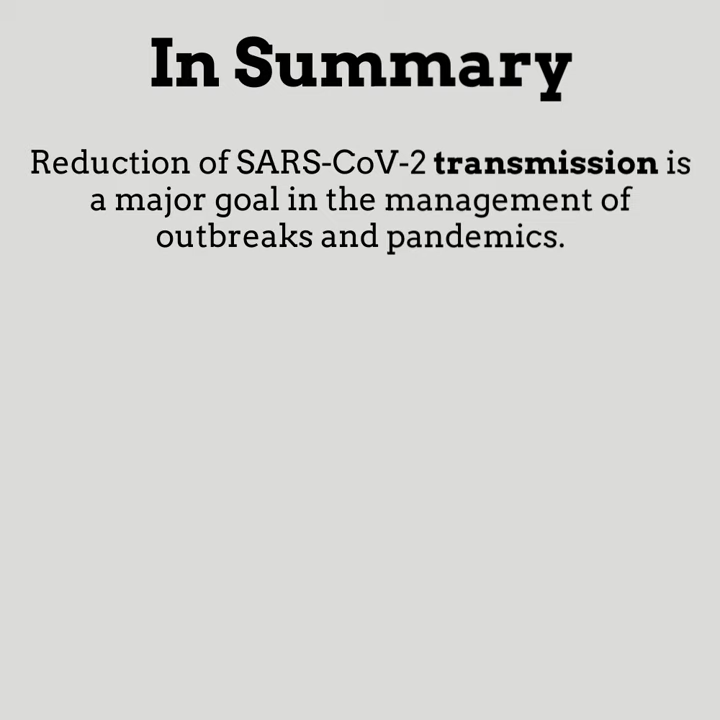 In Summary
Reduction of SARS-CoV-2 transmission is
a major goal in the management of
outbreaks and pandemics.